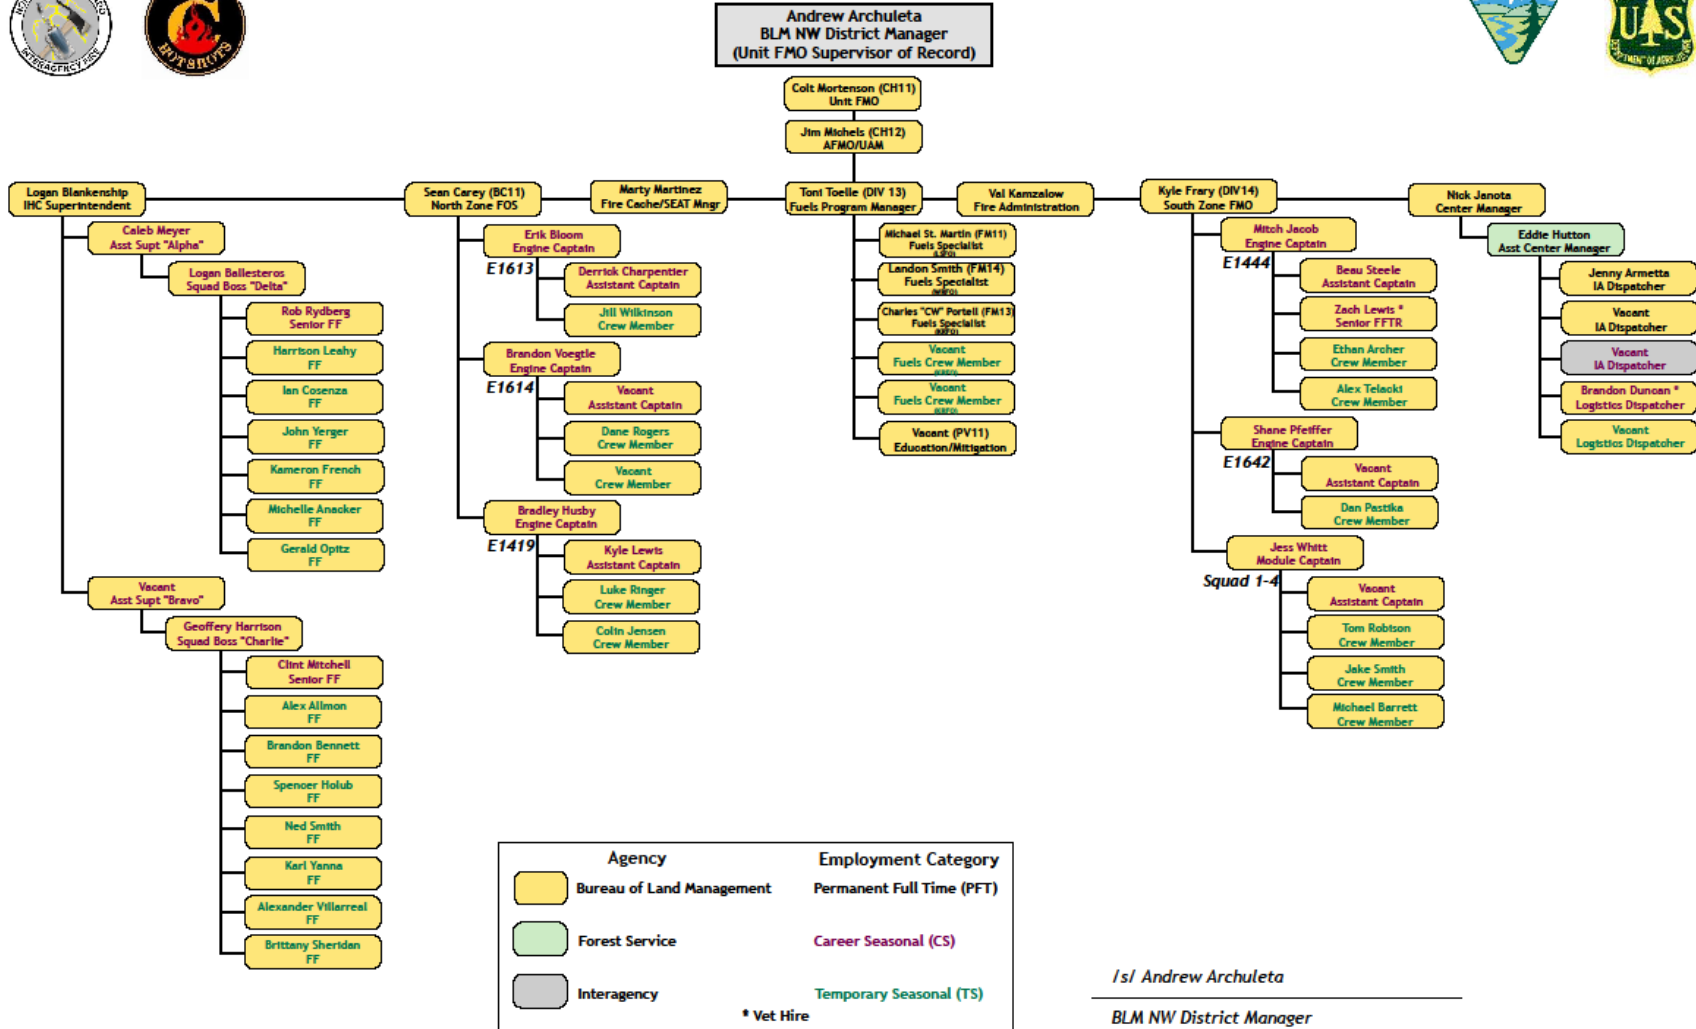 INTERAGENCY FIRE
HOTSHOTS
Andrew Archuleta
BLM NW District Manager
(Unit FMO Supervisor of Record)
US
DEPARTMENT OF AGRICULTURE
Colt Mortenson (CH11)
Unit FMO
Jim Michels (CH12)
AFMO/UAM
Logan Blankenship
IHC Superintendent
Sean Carey (BC11)
North Zone FOS
Marty Martinez
Fire Cache/SEAT Mngr
Toni Toelle (DIV 13)
Fuels Program Manager
Val Kamzalow
Fire Administration
Kyle Frary (DIV14)
South Zone FMO
Nick Janota
Center Manager
Caleb Meyer
Asst Supt "Alpha"
Logan Ballesteros
Squad Boss "Delta"
Rob Rydberg
Senior FF
Harrison Leahy
FF
Ian Cosenza
FF
John Yerger
FF
Kameron French
FF
Michelle Anacker
FF
Gerald Opitz
FF
Vacant
Asst Supt "Bravo"
Geoffery Harrison
Squad Boss "Charlie"
Clint Mitchell
Senior FF
Alex Allmon
FF
Brandon Bennett
FF
Spencer Holub
FF
Ned Smith
FF
Karl Yanna
FF
Alexander Villarreal
FF
Brittany Sheridan
FF
Erik Bloom
Engine Captain
E1613
Derrick Charpentier
Assistant Captain
Jill Wilkinson
Crew Member
Brandon Voegtle
Engine Captain
E1614
Vacant
Assistant Captain
Dane Rogers
Crew Member
Vacant
Crew Member
Bradley Husby
Engine Captain
E1419
Kyle Lewis
Assistant Captain
Luke Ringer
Crew Member
Colin Jensen
Crew Member
Michael St. Martin (FM11)
Fuels Specialist
Landon Smith (FM14)
Fuels Specialist
Charles "CW" Portell (FM13)
Fuels Specialist
Vacant
Fuels Crew Member
Vacant
Fuels Crew Member
Vacant (PV11)
Education/Mitigation
Mitch Jacob
Engine Captain
E1444
Beau Steele
Assistant Captain
Zach Lewis *
Senior FFTR
Ethan Archer
Crew Member
Alex Telacki
Crew Member
Shane Pfeiffer
Engine Captain
E1642
Vacant
Assistant Captain
Dan Pastika
Crew Member
Jess Whitt
Module Captain
Squad 1-4
Vacant
Assistant Captain
Tom Robison
Crew Member
Jake Smith
Crew Member
Michael Barrett
Crew Member
Eddie Hutton
Asst Center Manager
Jenny Armetta
IA Dispatcher
Vacant
IA Dispatcher
Vacant
IA Dispatcher
Brandon Duncan *
Logistics Dispatcher
Vacant
Logistics Dispatcher
Agency Employment Category
Bureau of Land Management Permanent Full Time (PFT)
Forest Service Career Seasonal (CS)
Interagency Temporary Seasonal (TS)
* Vet Hire
/s/ Andrew Archuleta
BLM NW District Manager